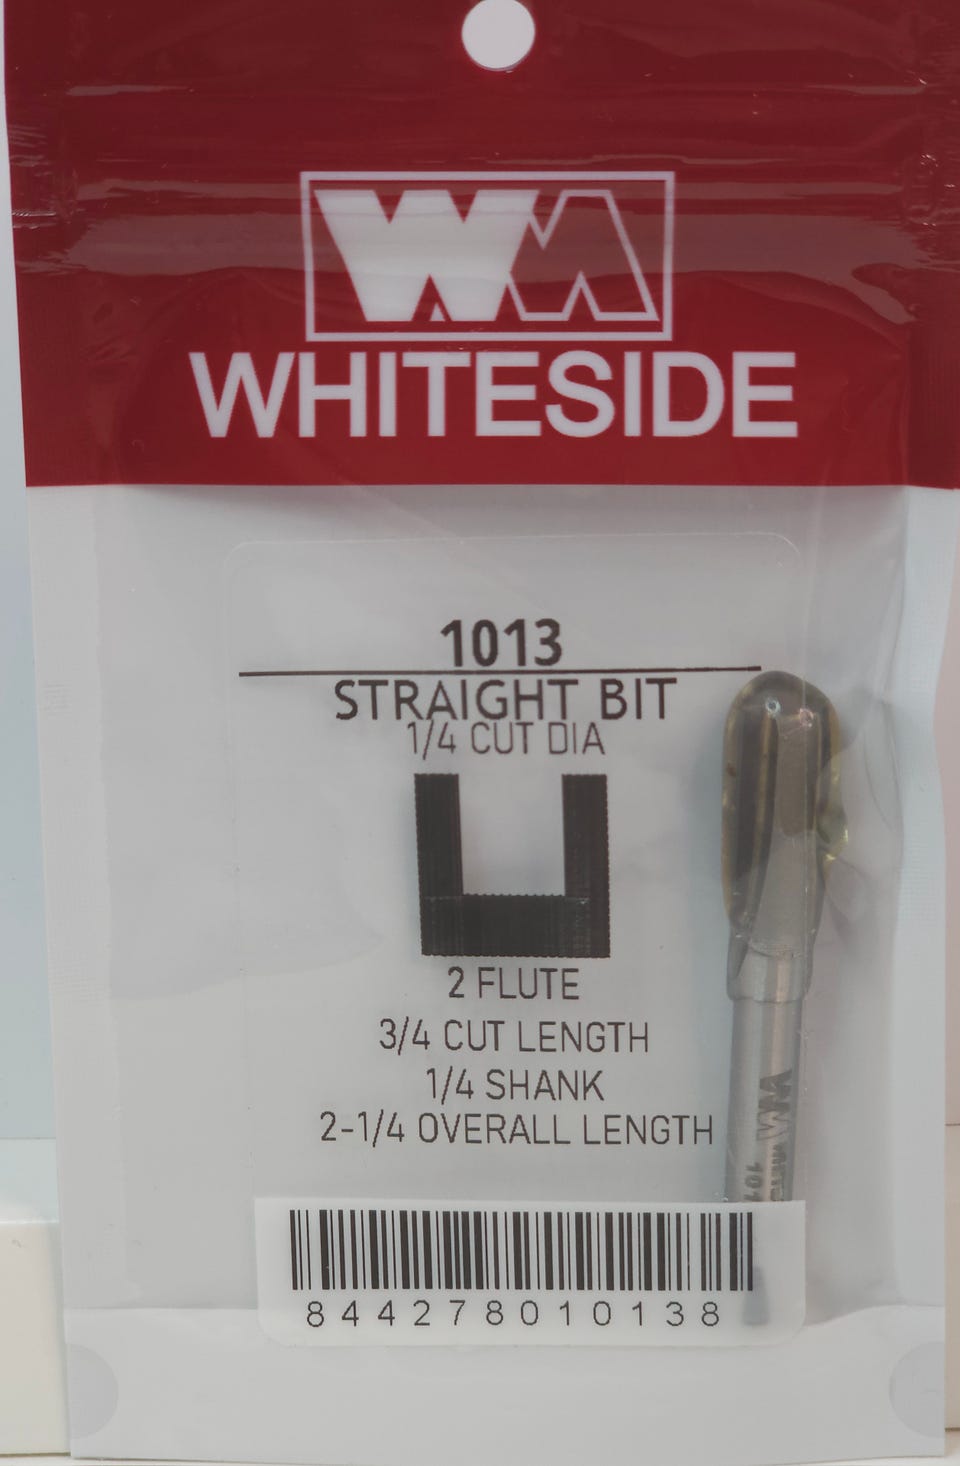 WHITESIDE
1013
STRAIGHT BIT
1/4 CUT DIA
2 FLUTE
3/4 CUT LENGTH
1/4 SHANK
2-1/4 OVERALL LENGTH
844278010138